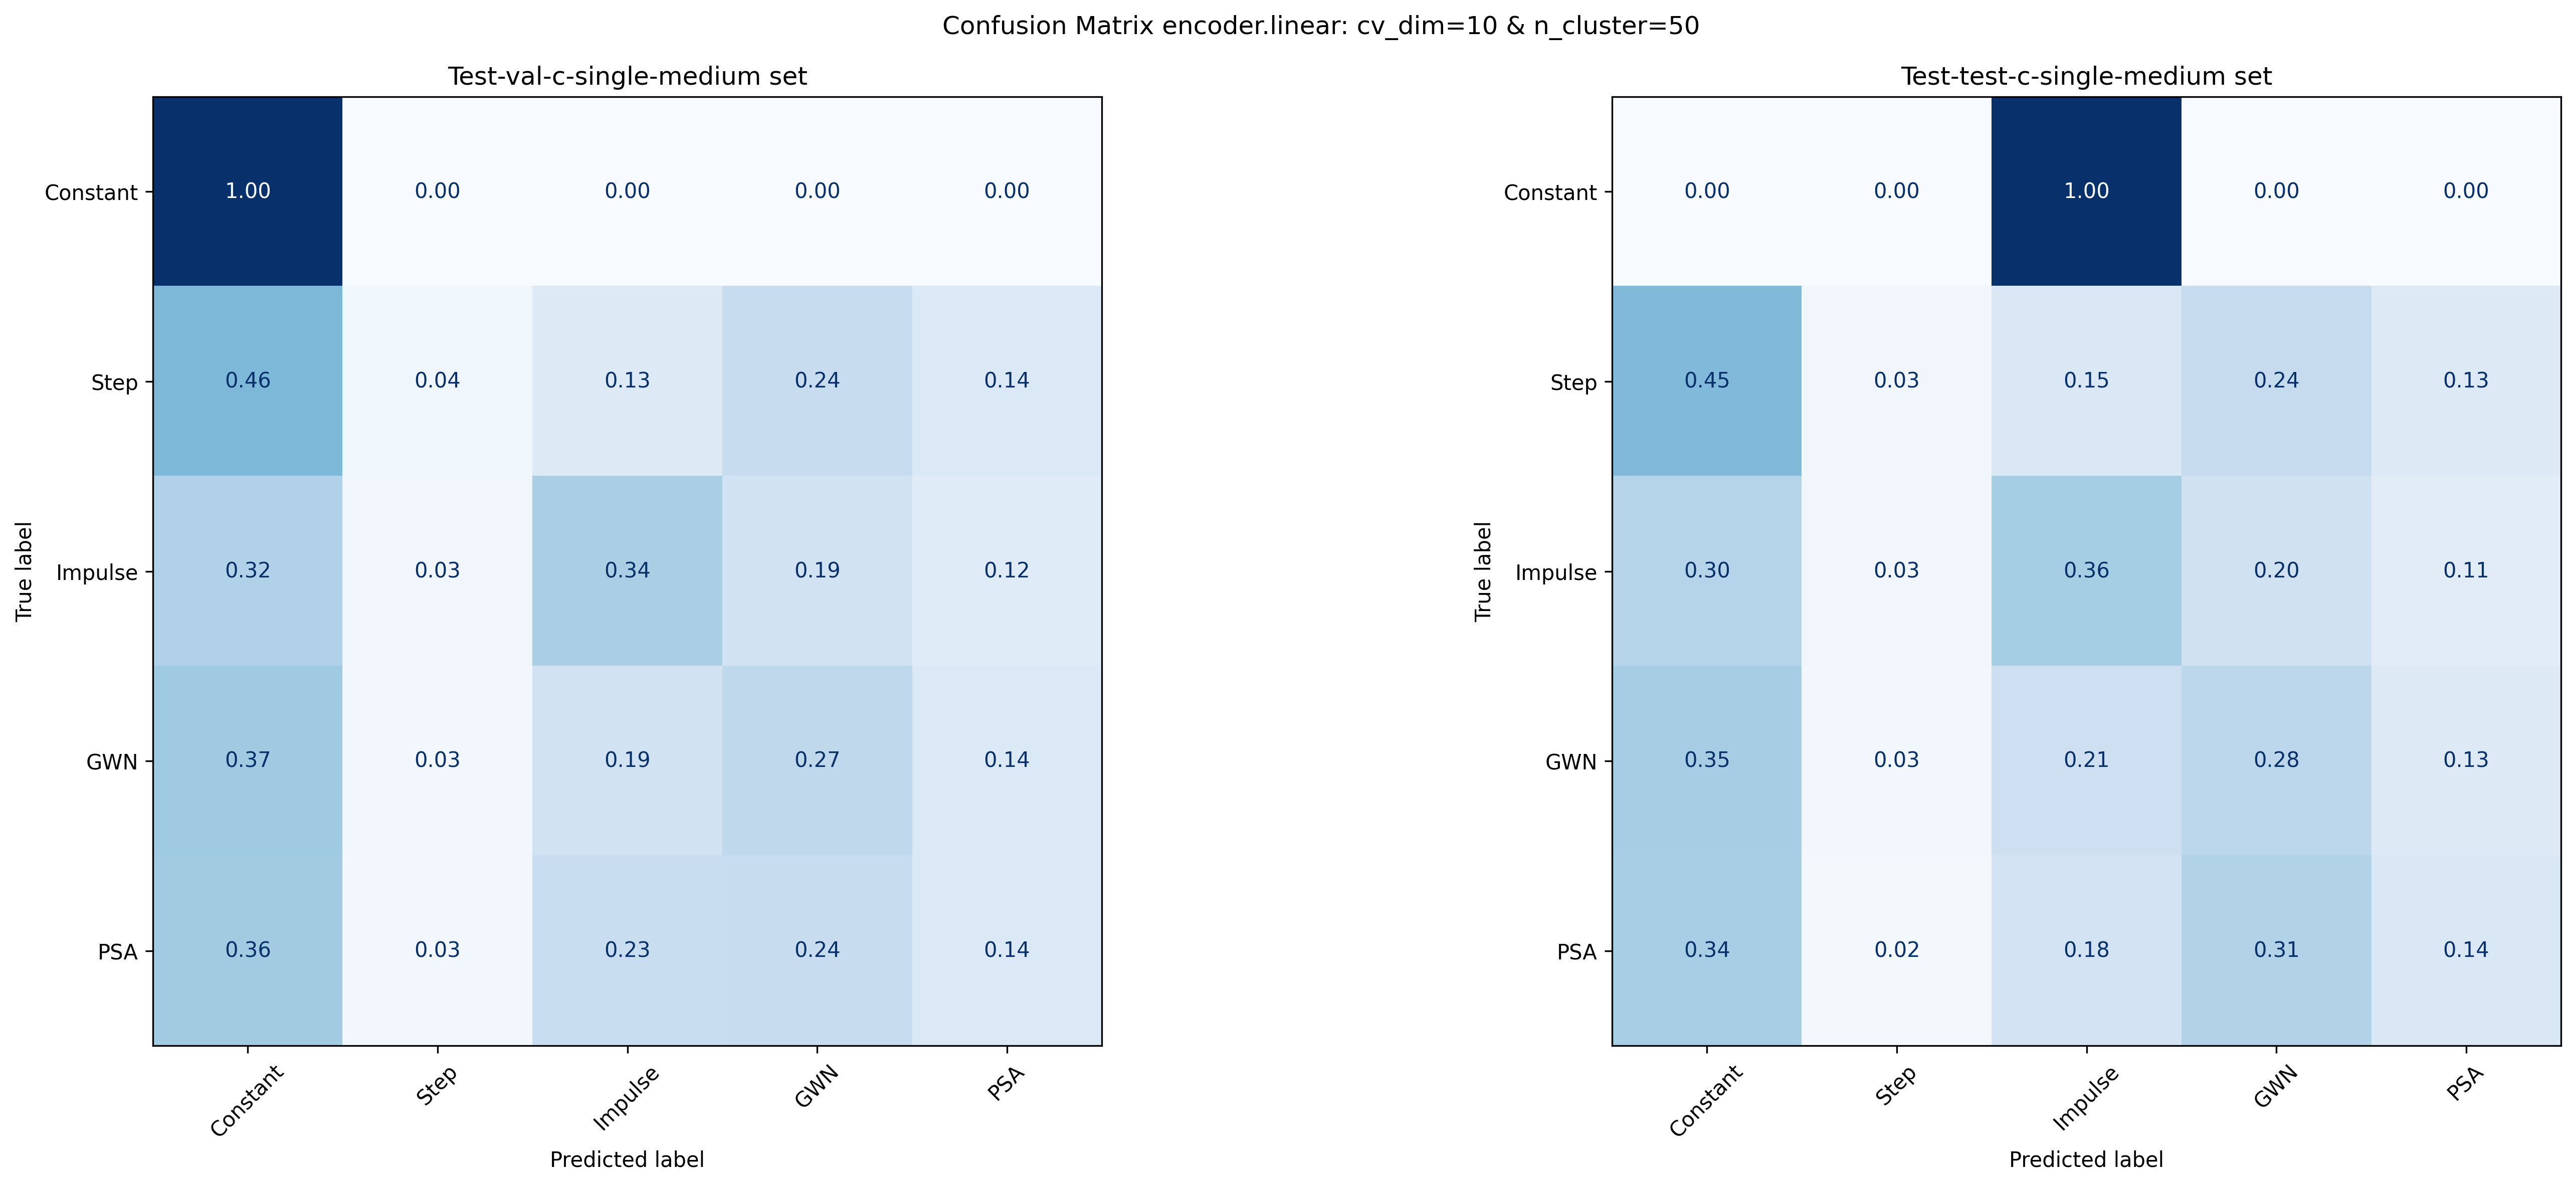 Confusion Matrix encoder.linear: cv_dim=10 & n_cluster=50
Test-val-c-single-medium set
True label
Constant 1.00 0.00 0.00 0.00 0.00
Step 0.46 0.04 0.13 0.24 0.14
Impulse 0.32 0.03 0.34 0.19 0.12
GWN 0.37 0.03 0.19 0.27 0.14
PSA 0.36 0.03 0.23 0.24 0.14
Constant Step Impulse GWN PSA
Predicted label
Test-test-c-single-medium set
True label
Constant 0.00 0.00 1.00 0.00 0.00
Step 0.45 0.03 0.15 0.24 0.13
Impulse 0.30 0.03 0.36 0.20 0.11
GWN 0.35 0.03 0.21 0.28 0.13
PSA 0.34 0.02 0.18 0.31 0.14
Constant Step Impulse GWN PSA
Predicted label